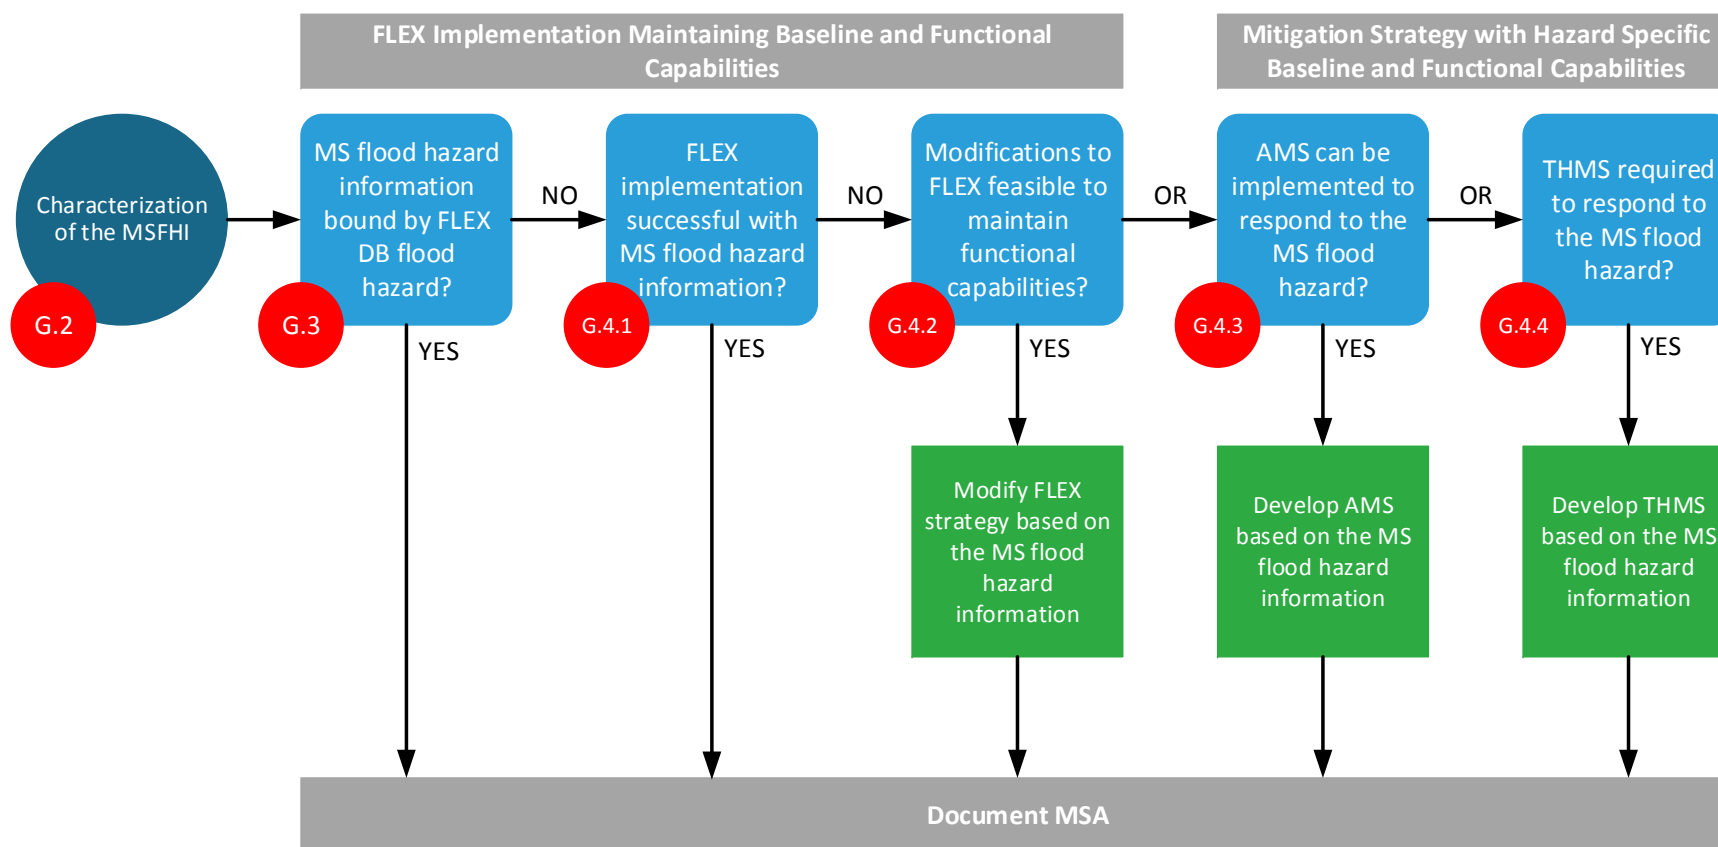 FLEX Implementation Maintaining Baseline and Functional
Capabilities
Mitigation Strategy with Hazard Specific
Baseline and Functional Capabilities
Characterization
of the MSFHI
G.2
MS flood hazard
information
bound by FLEX
DB flood
hazard?
G.3
NO
YES
FLEX
implementation
successful with
MS flood hazard
information?
G.4.1
NO
YES
Modifications to
FLEX feasible to
maintain
functional
capabilities?
G.4.2
OR
YES
AMS can be
implemented to
respond to the
MS flood
hazard?
G.4.3
OR
YES
THMS required
to respond to
the MS flood
hazard?
G.4.4
YES
Modify FLEX
strategy based on
the MS flood
hazard
information
Develop AMS
based on the MS
flood hazard
information
Develop THMS
based on the MS
flood hazard
information
Document MSA